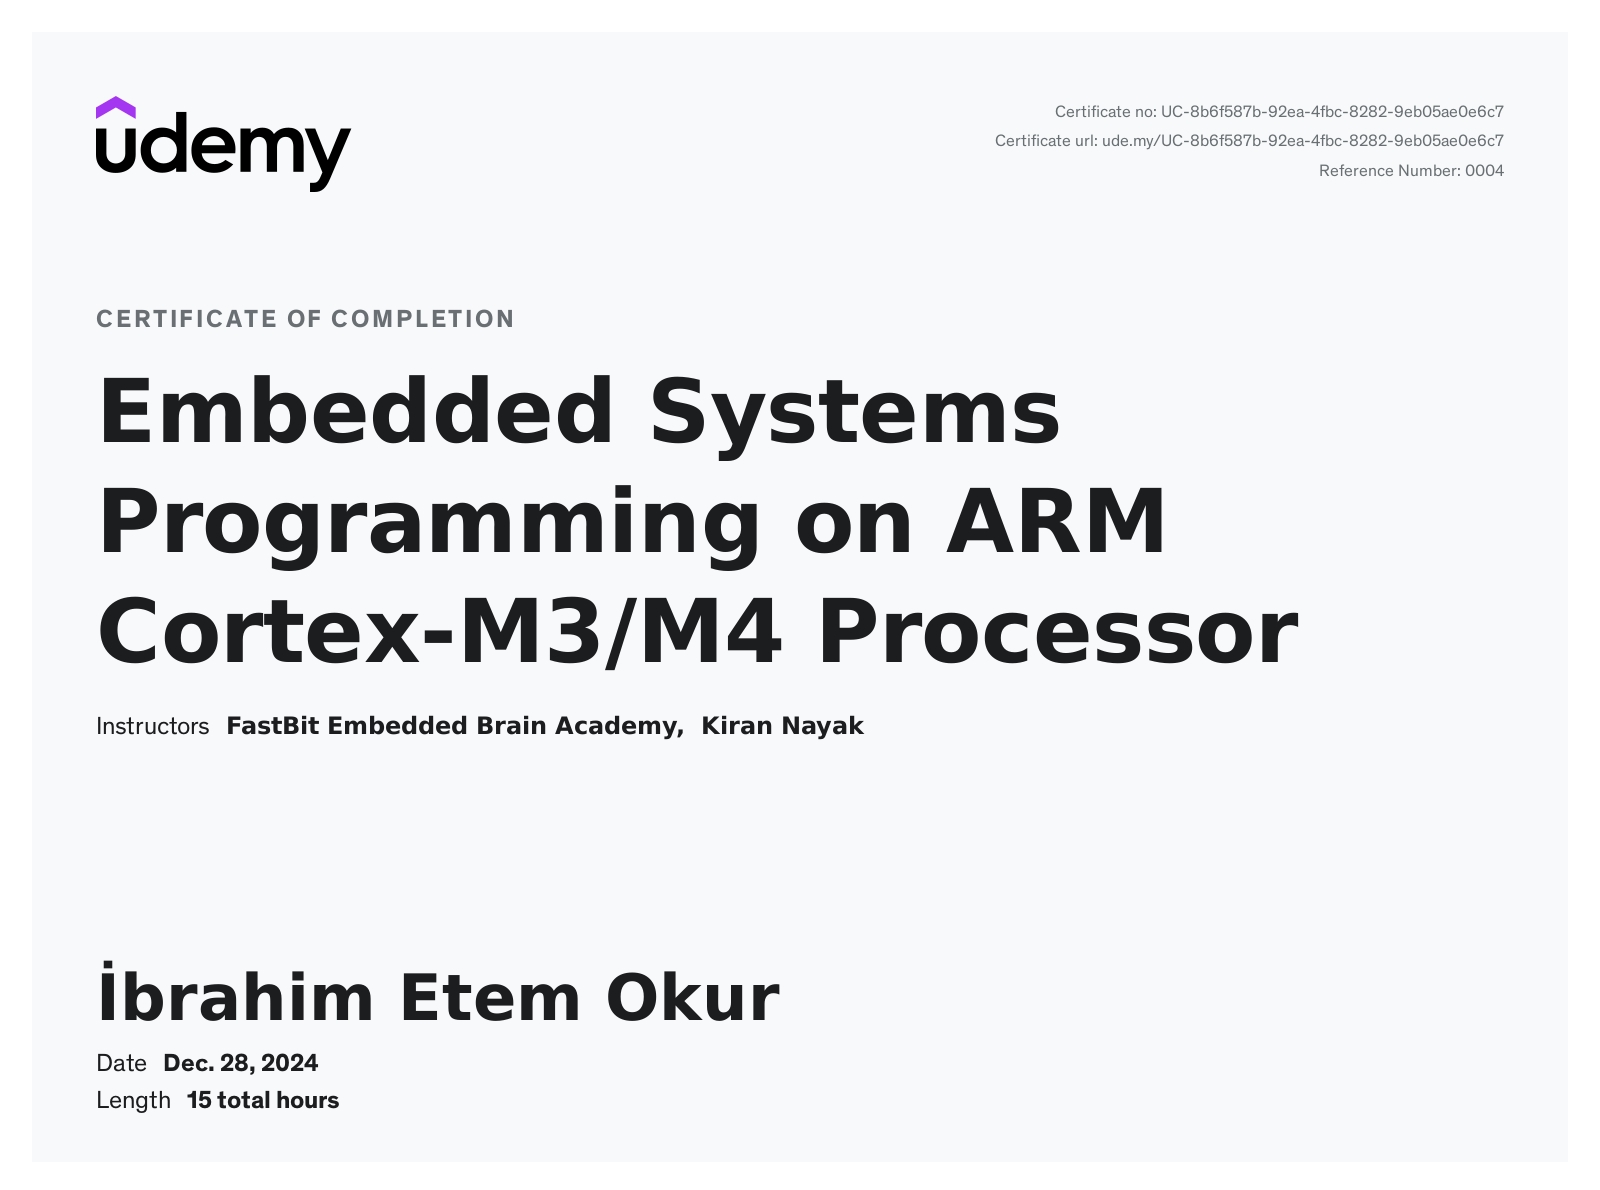 udemy
Certificate no: UC-8b6f587b-92ea-4fbc-8282-9eb05ae0e6c7
Certificate url: ude.my/UC-8b6f587b-92ea-4fbc-8282-9eb05ae0e6c7
Reference Number: 0004
CERTIFICATE OF COMPLETION
Embedded Systems
Programming on ARM
Cortex-M3/M4 Processor
Instructors FastBit Embedded Brain Academy, Kiran Nayak
İbrahim Etem Okur
Date Dec. 28, 2024
Length 15 total hours